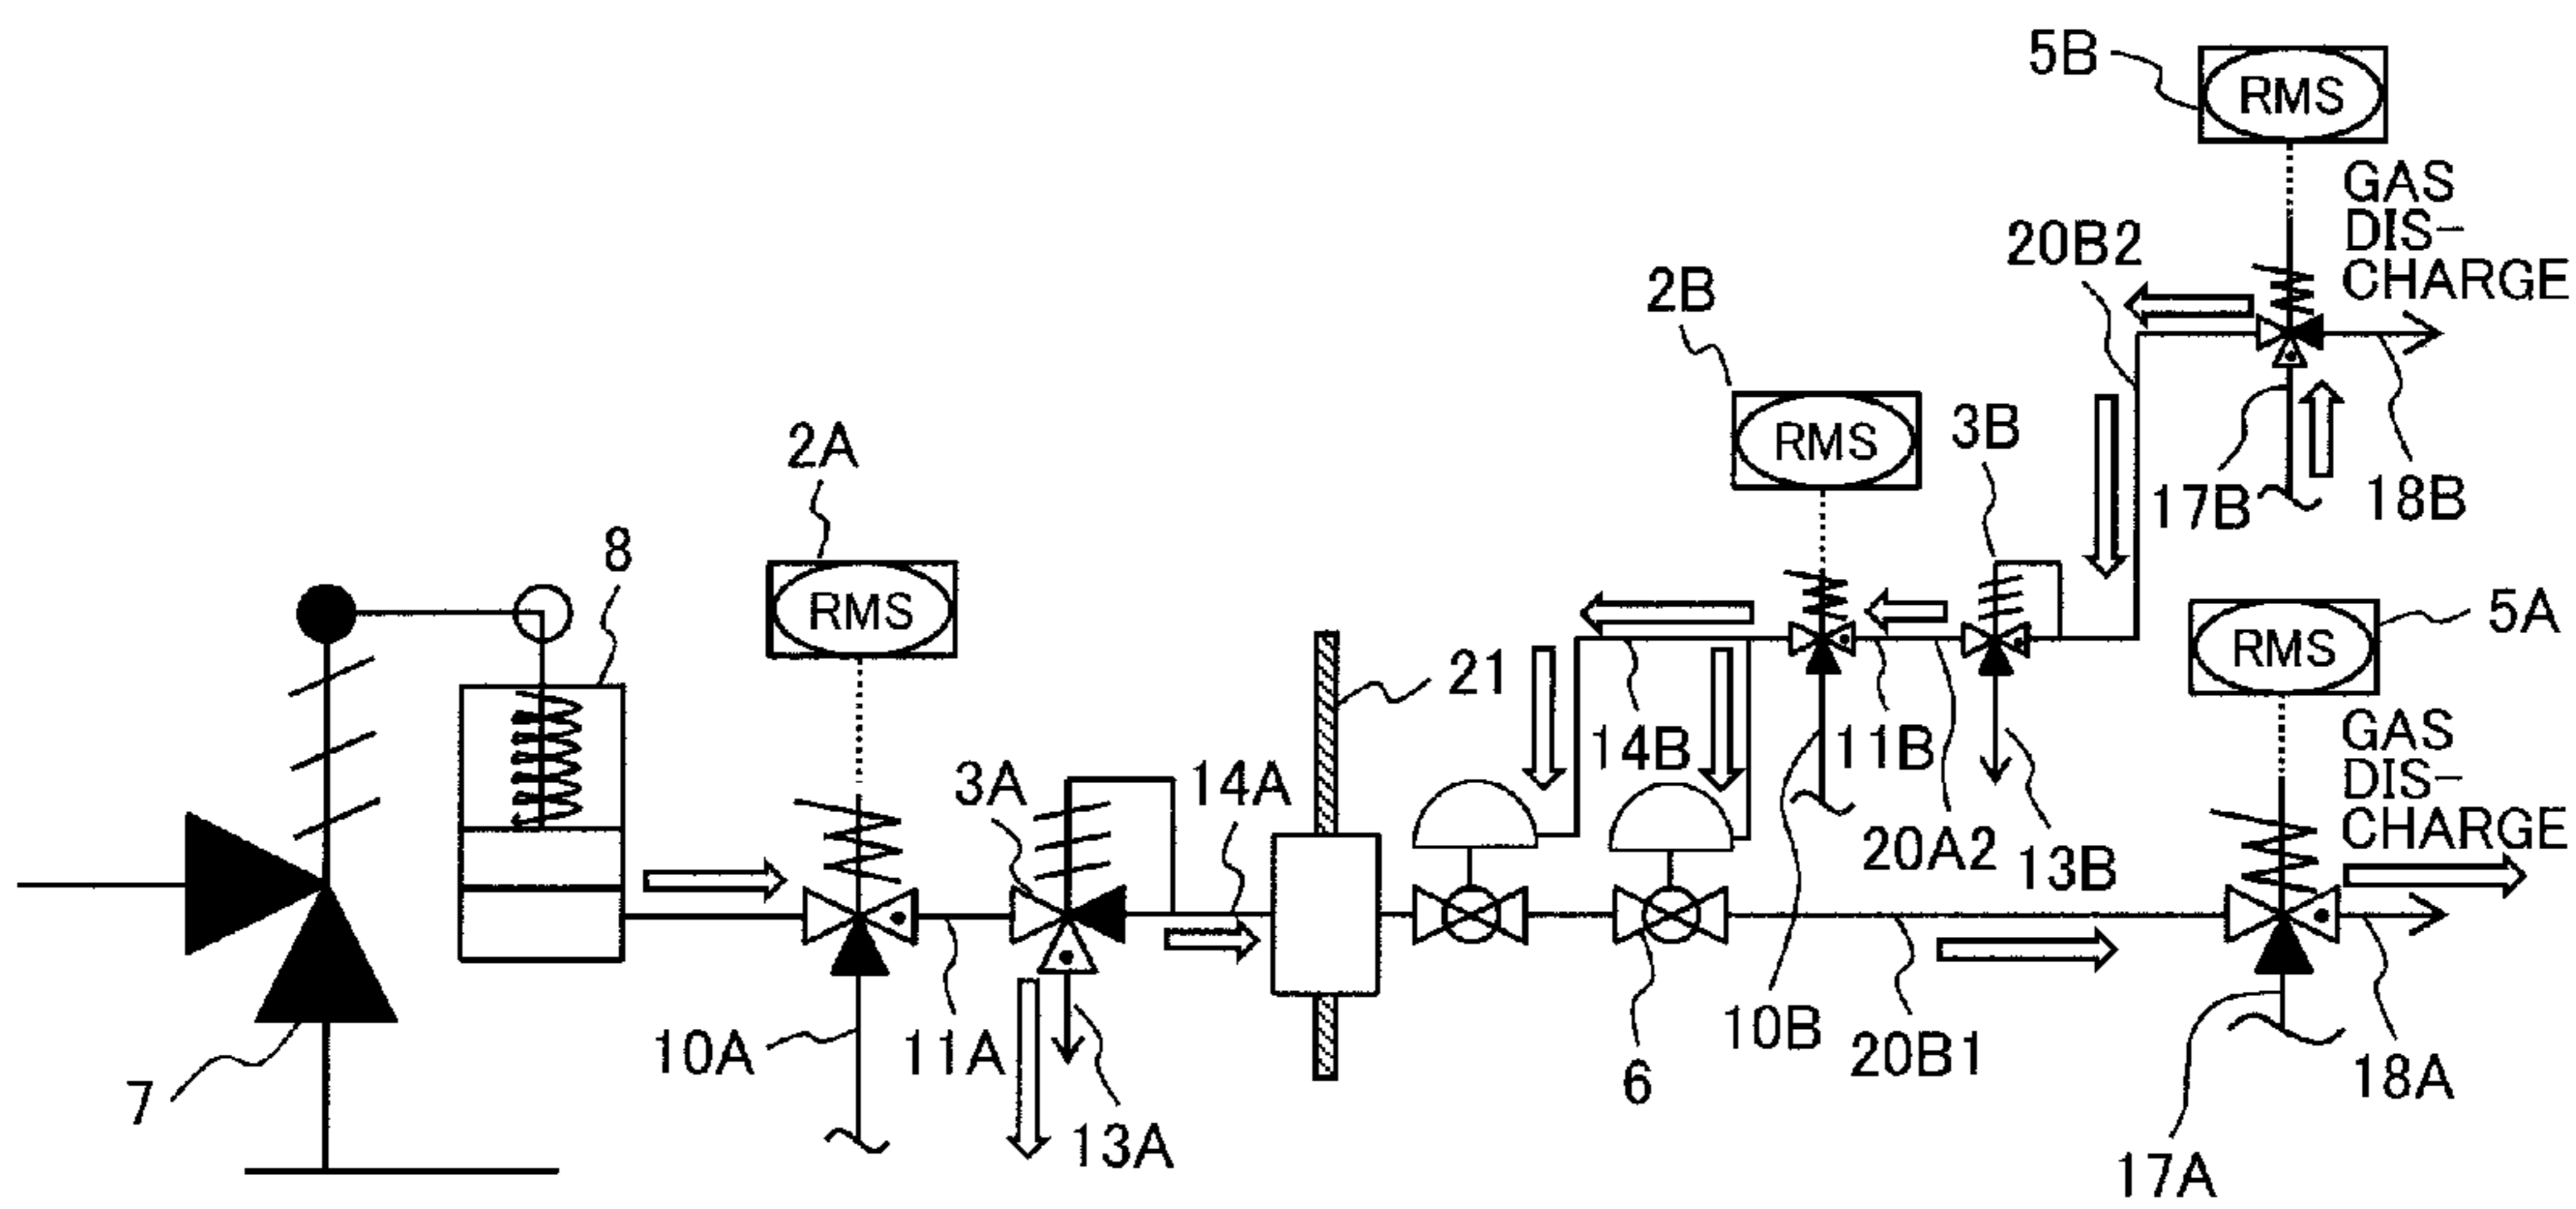 5B
RMS
GAS
DIS-
CHARGE
20B2
2B
RMS
3B
17B
18B
2A
RMS
8
5A
RMS
21
14B
11B
GAS
DIS-
CHARGE
3A
14A
20A2
13B
7
10A
11A
13A
6
10B
20B1
18A
17A